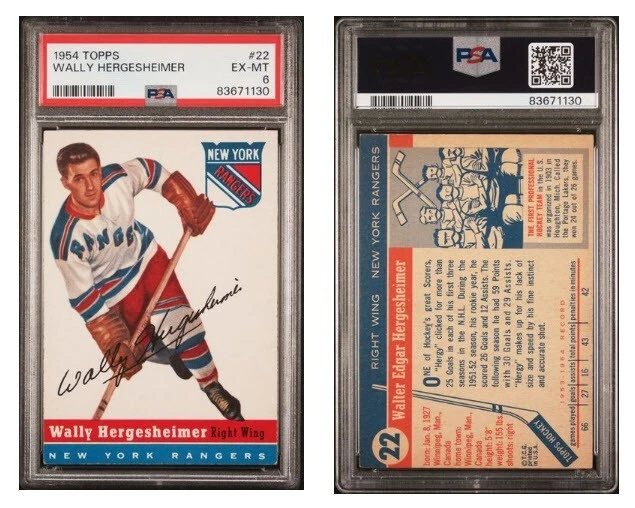 1954 TOPPS #22
WALLY HERGESHEIMER EX-MT
6
PSA 83671130
NEW YORK
RANGERS
RANGE
Wally Hergesheimer
Wally Hergesheimer Right Wing
NEW YORK RANGERS
PSA
83671130
22
RIGHT WING NEW YORK RANGERS
Walter Edgar Hergesheimer
born: Jan. 8, 1927
Winnipeg, Man.,
Canada
home town:
Winnipeg, Man.,
Canada
height: 5'8"
weight: 155 lbs.
shoots: right
ONE of Hockey's great Scorers,
"Hergy" clicked for more than
25 Goals in each of his first three
seasons in the N.H.L. During the
1951-52 season, his rookie year, he
scored 26 Goals and 12 Assists. The
following season he had 59 Points
with 30 Goals and 29 Assists.
"Hergy" makes up for his lack of
size and speed by his fine instinct
and accurate shot.
THE FIRST PROFESSIONAL
HOCKEY TEAM in the U.S.
was organized in 1903 in
Houghton, Mich. Called
the Portage Lakers, they
won 24 out of 26 games.
1953-1954 RECORD
games played goals assists total points penalties in minutes
66 27 16 43 42
TOPPS HOCKEY
© T.C.G.
printed
in U.S.A.